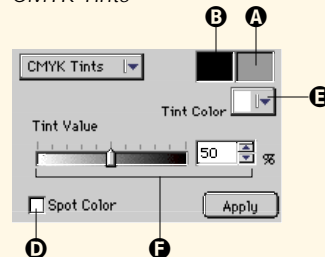 CMYK Tints
B A
CMYK Tints
E
Tint Color
Tint Value
50 %
Spot Color
Apply
D F